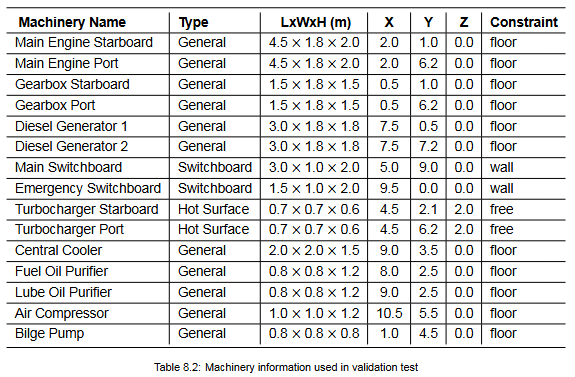 Machinery Name Type LxWxH (m) X Y Z Constraint
Main Engine Starboard General 4.5 × 1.8 × 2.0 2.0 1.0 0.0 floor
Main Engine Port General 4.5 × 1.8 × 2.0 2.0 6.2 0.0 floor
Gearbox Starboard General 1.5 × 1.8 × 1.5 0.5 1.0 0.0 floor
Gearbox Port General 1.5 × 1.8 × 1.5 0.5 6.2 0.0 floor
Diesel Generator 1 General 3.0 × 1.8 × 1.8 7.5 0.5 0.0 floor
Diesel Generator 2 General 3.0 × 1.8 × 1.8 7.5 7.2 0.0 floor
Main Switchboard Switchboard 3.0 × 1.0 × 2.0 5.0 9.0 0.0 wall
Emergency Switchboard Switchboard 1.5 × 1.0 × 2.0 9.5 0.0 0.0 wall
Turbocharger Starboard Hot Surface 0.7 × 0.7 × 0.6 4.5 2.1 2.0 free
Turbocharger Port Hot Surface 0.7 × 0.7 × 0.6 4.5 6.2 2.0 free
Central Cooler General 2.0 × 2.0 × 1.5 9.0 3.5 0.0 floor
Fuel Oil Purifier General 0.8 × 0.8 × 1.2 8.0 2.5 0.0 floor
Lube Oil Purifier General 0.8 × 0.8 × 1.2 9.0 2.5 0.0 floor
Air Compressor General 1.0 × 1.0 × 1.2 10.5 5.5 0.0 floor
Bilge Pump General 0.8 × 0.8 × 0.8 1.0 4.5 0.0 floor
Table 8.2: Machinery information used in validation test